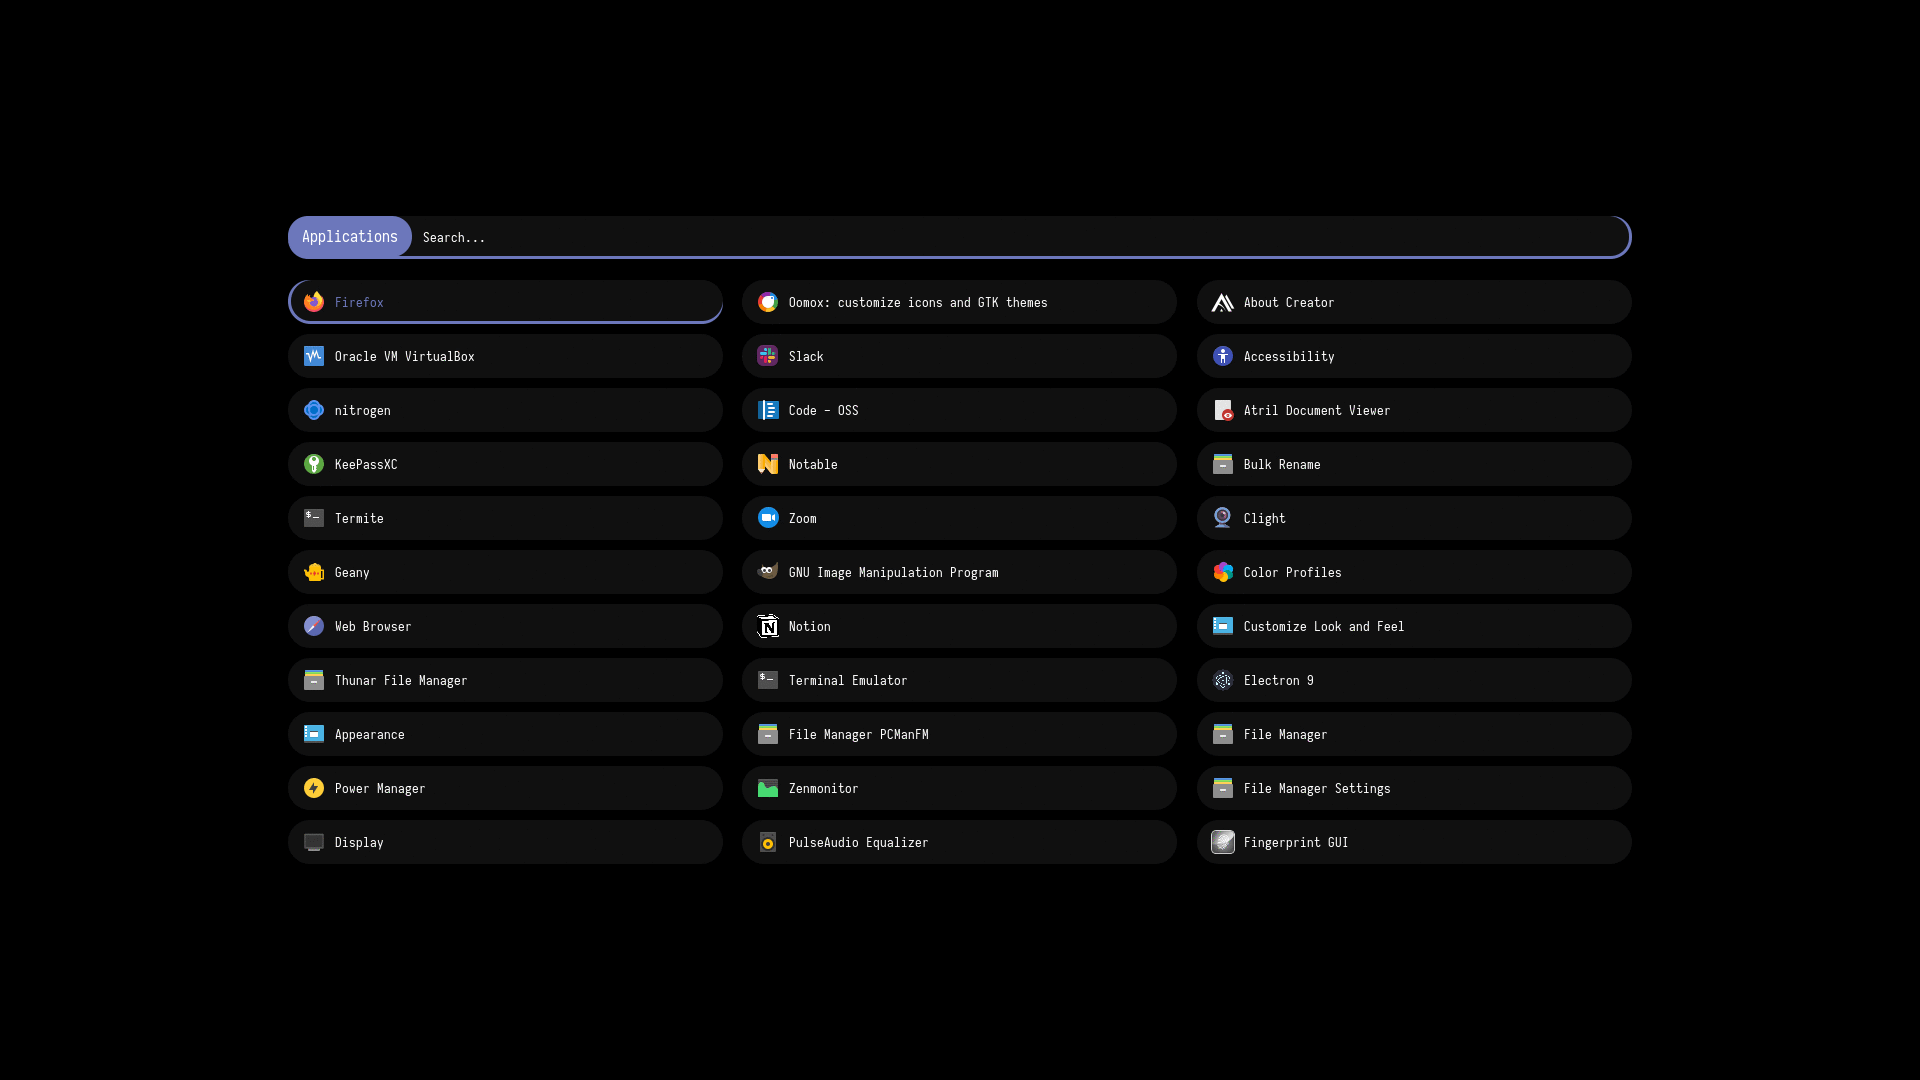 Applications Search...
Firefox
Oomox: customize icons and GTK themes
About Creator
Oracle VM VirtualBox
Slack
Accessibility
nitrogen
Code - OSS
Atril Document Viewer
KeePassXC
Notable
Bulk Rename
Termite
Zoom
Clight
Geany
GNU Image Manipulation Program
Color Profiles
Web Browser
Notion
Customize Look and Feel
Thunar File Manager
Terminal Emulator
Electron 9
Appearance
File Manager PCManFM
File Manager
Power Manager
Zenmonitor
File Manager Settings
Display
PulseAudio Equalizer
Fingerprint GUI